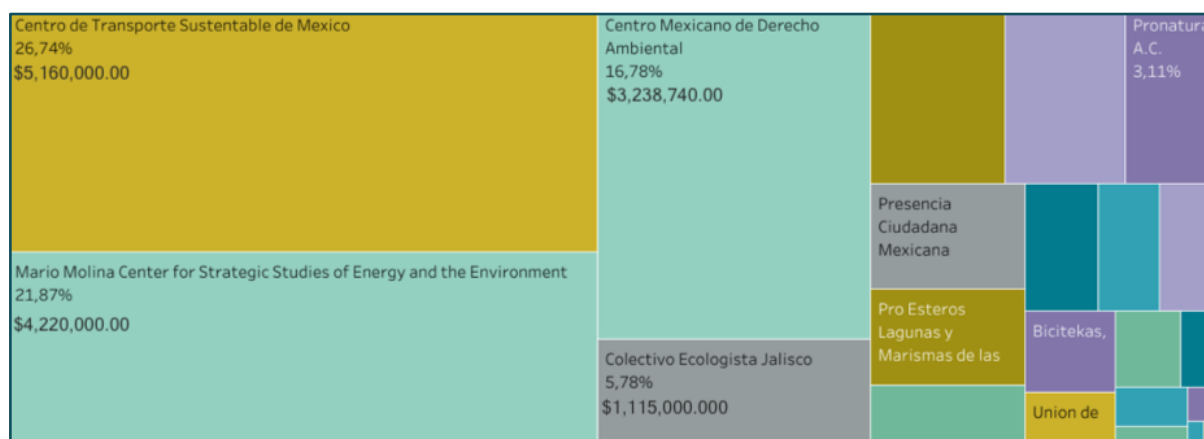 Centro de Transporte Sustentable de Mexico
26,74%
$5,160,000.00
Mario Molina Center for Strategic Studies of Energy and the Environment
21,87%
$4,220,000.00
Centro Mexicano de Derecho
Ambiental
16,78%
$3,238,740.00
Colectivo Ecologista Jalisco
5,78%
$1,115,000.000
Pronatura
A.C.
3,11%
Presencia
Ciudadana
Mexicana
Pro Esteros
Lagunas y
Marismas de las
Bicitekas,
Union de